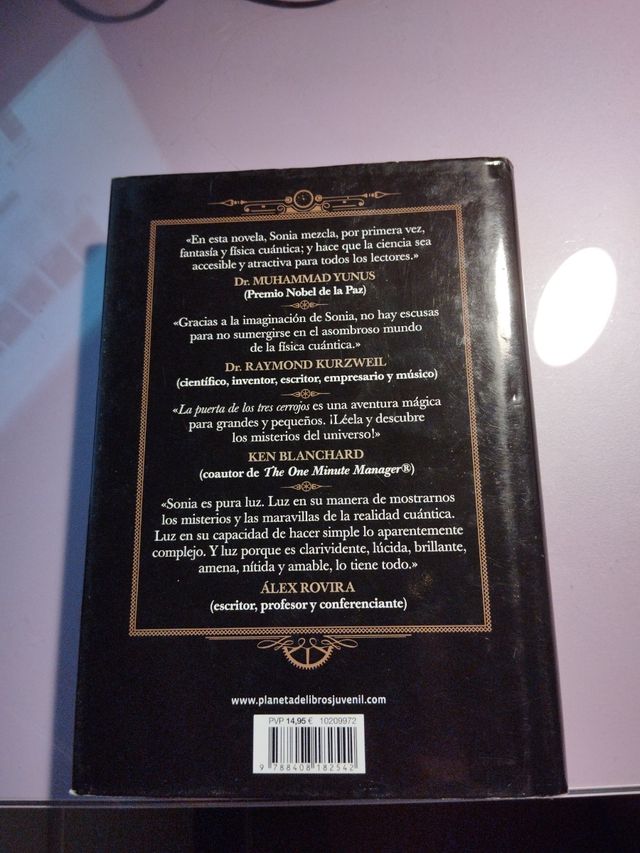 «En esta novela, Sonia mezcla, por primera vez,
fantasía y física cuántica; y hace que la ciencia sea
accesible y atractiva para todos los lectores.»
Dr. MUHAMMAD YUNUS
(Premio Nobel de la Paz)
«Gracias a la imaginación de Sonia, no hay excusas
para no sumergirse en el asombroso mundo
de la física cuántica.»
Dr. RAYMOND KURZWEIL
(científico, inventor, escritor, empresario y músico)
«La puerta de los tres cerrojos es una aventura mágica
para grandes y pequeños. ¡Léela y descubre
los misterios del universo!»
KEN BLANCHARD
(coautor de The One Minute Manager®)
«Sonia es pura luz. Luz en su manera de mostrarnos
los misterios y las maravillas de la realidad cuántica.
Luz en su capacidad de hacer simple lo aparentemente
complejo. Y luz porque es clarividente, lúcida, brillante,
amena, nítida y amable, lo tiene todo.»
ÁLEX ROVIRA
(escritor, profesor y conferenciante)
www.planetadelibrosjuvenil.com
PVP 14,95 € 10209972
9 788408 182542